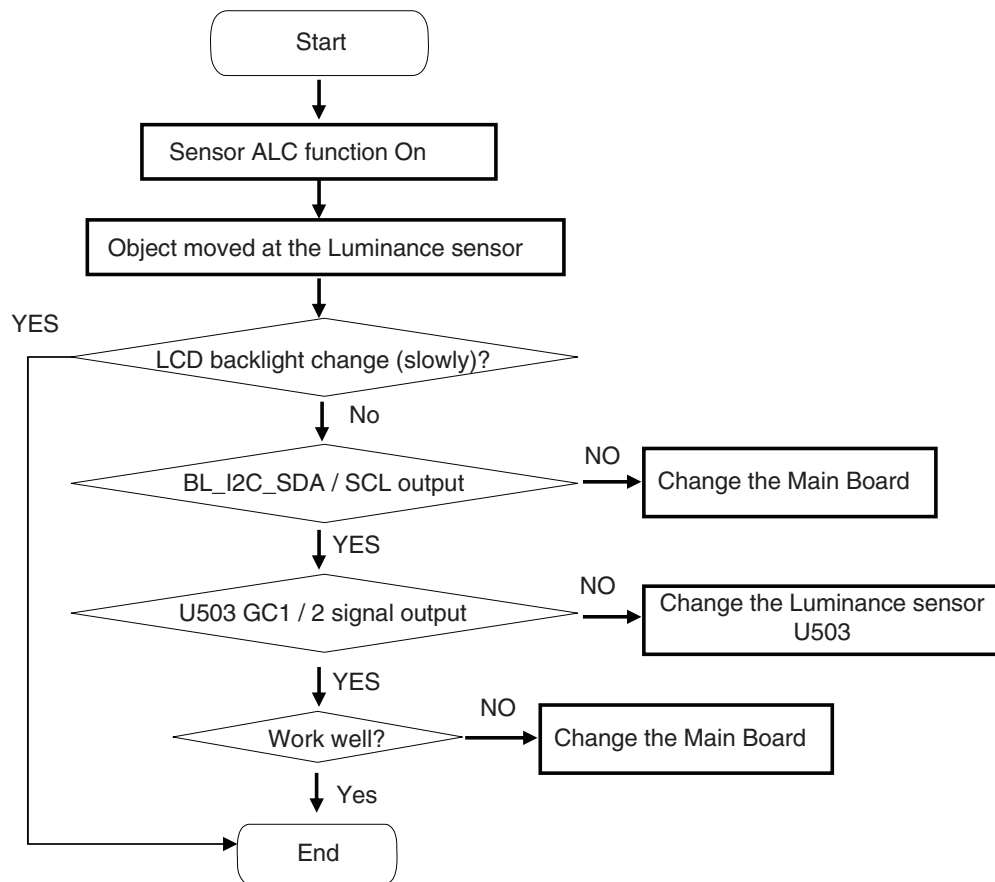 Start
Sensor ALC function On
Object moved at the Luminance sensor
YES
LCD backlight change (slowly)?
No
BL_I2C_SDA / SCL output
NO
Change the Main Board
YES
U503 GC1 / 2 signal output
NO
Change the Luminance sensor
U503
YES
Work well?
NO
Change the Main Board
Yes
End